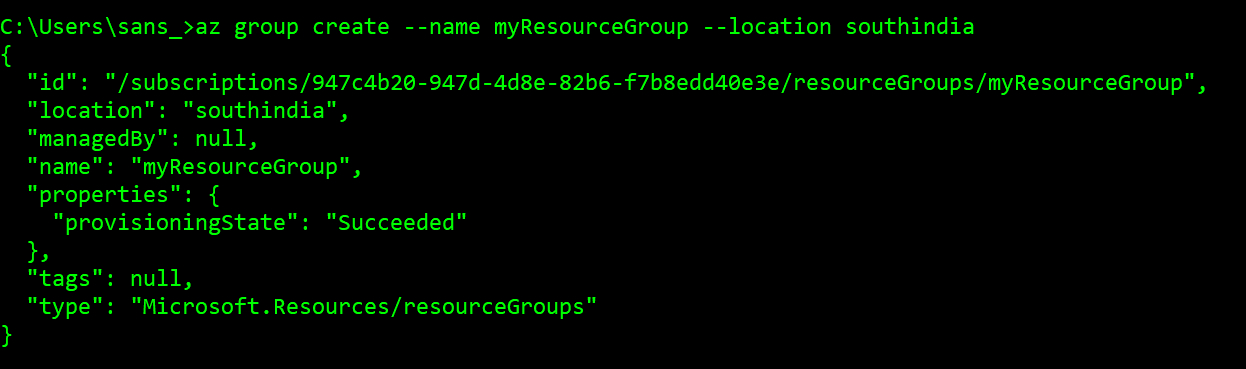 C:\Users\sans_>az group create --name myResourceGroup --location southindia
{
  "id": "/subscriptions/947c4b20-947d-4d8e-82b6-f7b8edd40e3e/resourceGroups/myResourceGroup",
  "location": "southindia",
  "managedBy": null,
  "name": "myResourceGroup",
  "properties": {
    "provisioningState": "Succeeded"
  },
  "tags": null,
  "type": "Microsoft.Resources/resourceGroups"
}